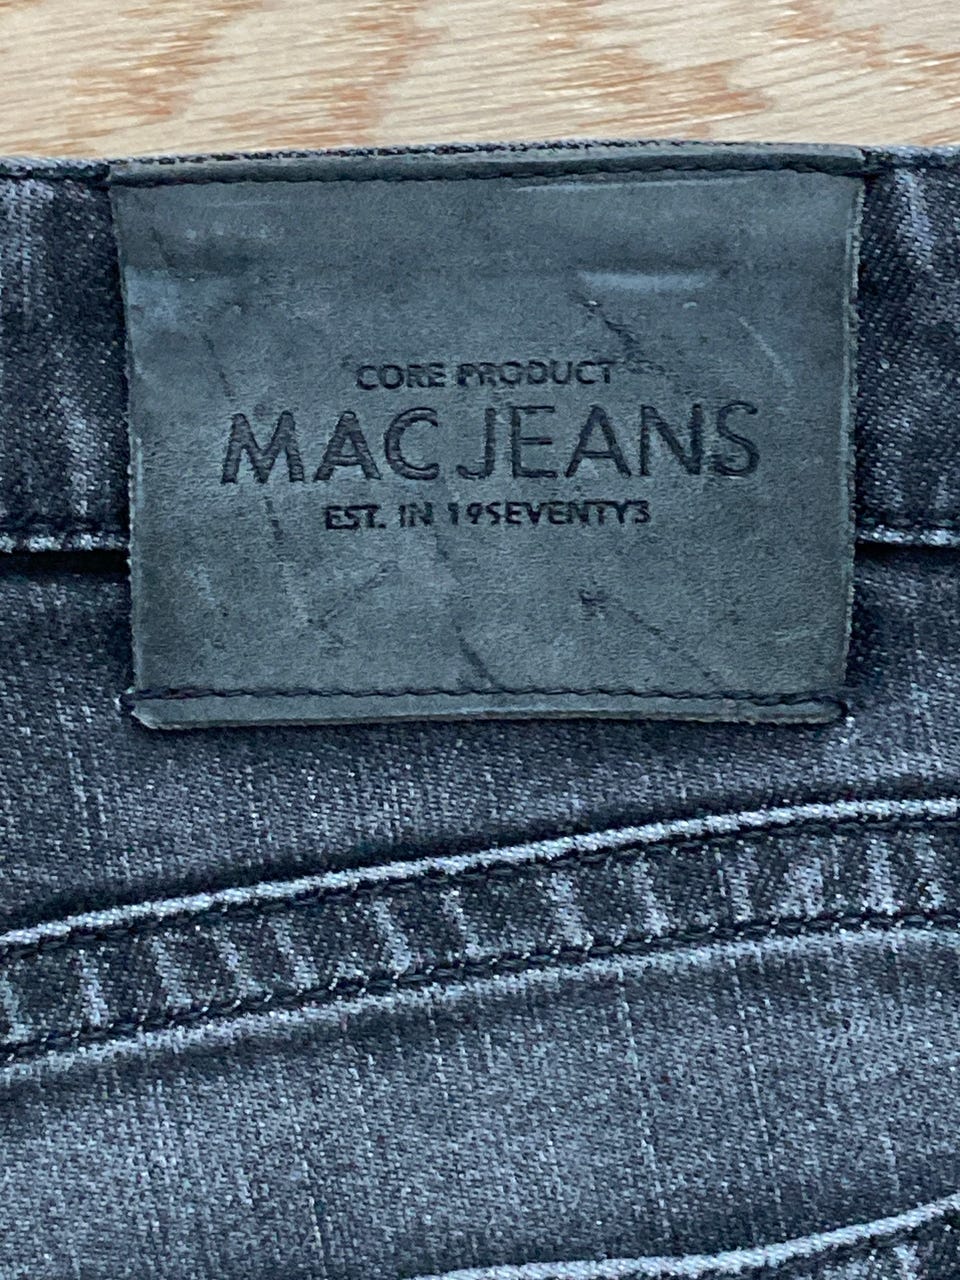 CORE PRODUCT
MAC JEANS
EST. IN 19SEVENTY3